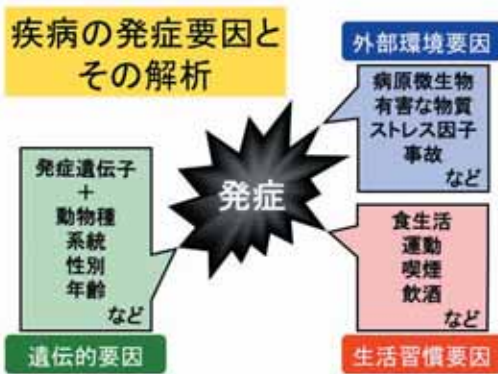 疾病の発症要因と
その解析
外部環境要因
病原微生物
有害な物質
ストレス因子
事故
など
発症遺伝子
+
動物種
系統
性別
年齢
など
遺伝的要因
発症
食生活
運動
喫煙
飲酒
など
生活習慣要因